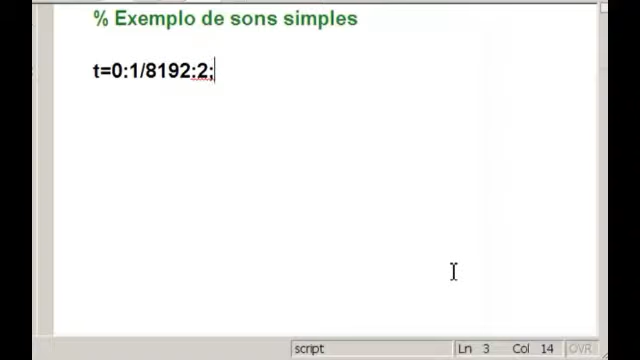 % Exemplo de sons simples
t=0:1/8192:2;
script
Ln 3 Col 14 OVR